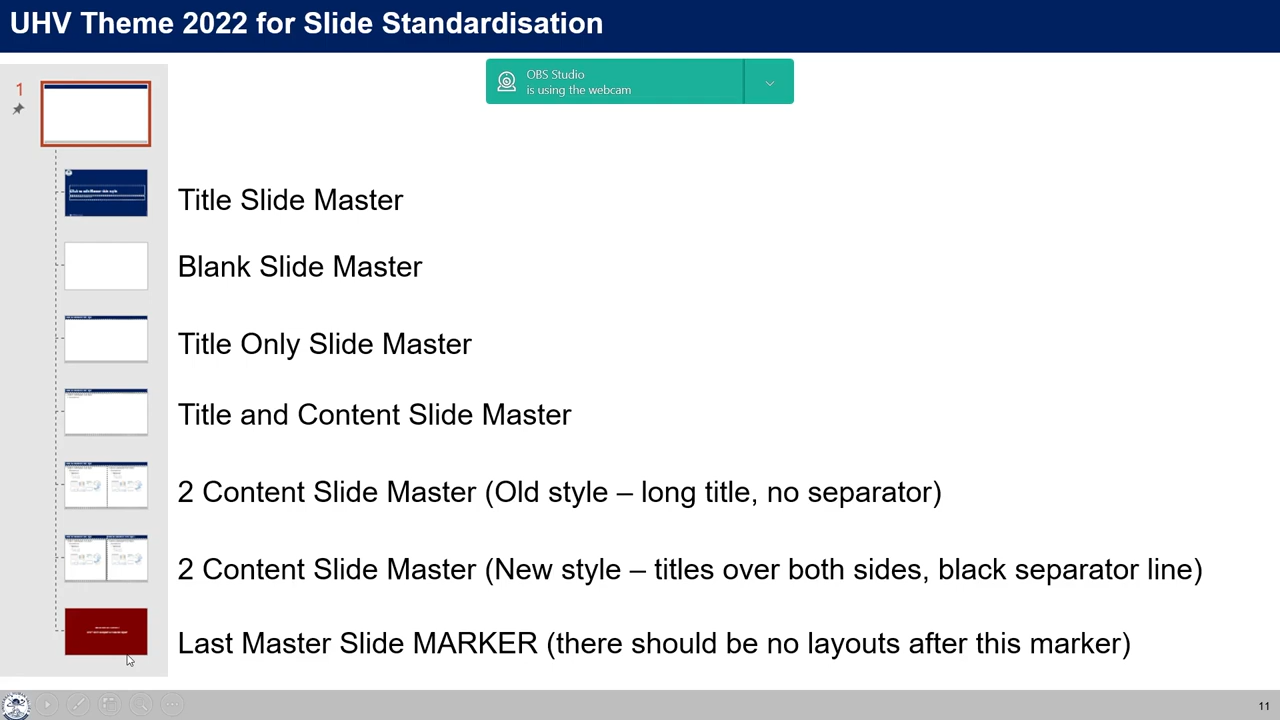 UHV Theme 2022 for Slide Standardisation
OBS Studio
is using the webcam
1
Title Slide Master
Blank Slide Master
Title Only Slide Master
Title and Content Slide Master
2 Content Slide Master (Old style – long title, no separator)
2 Content Slide Master (New style – titles over both sides, black separator line)
Last Master Slide MARKER (there should be no layouts after this marker)
11